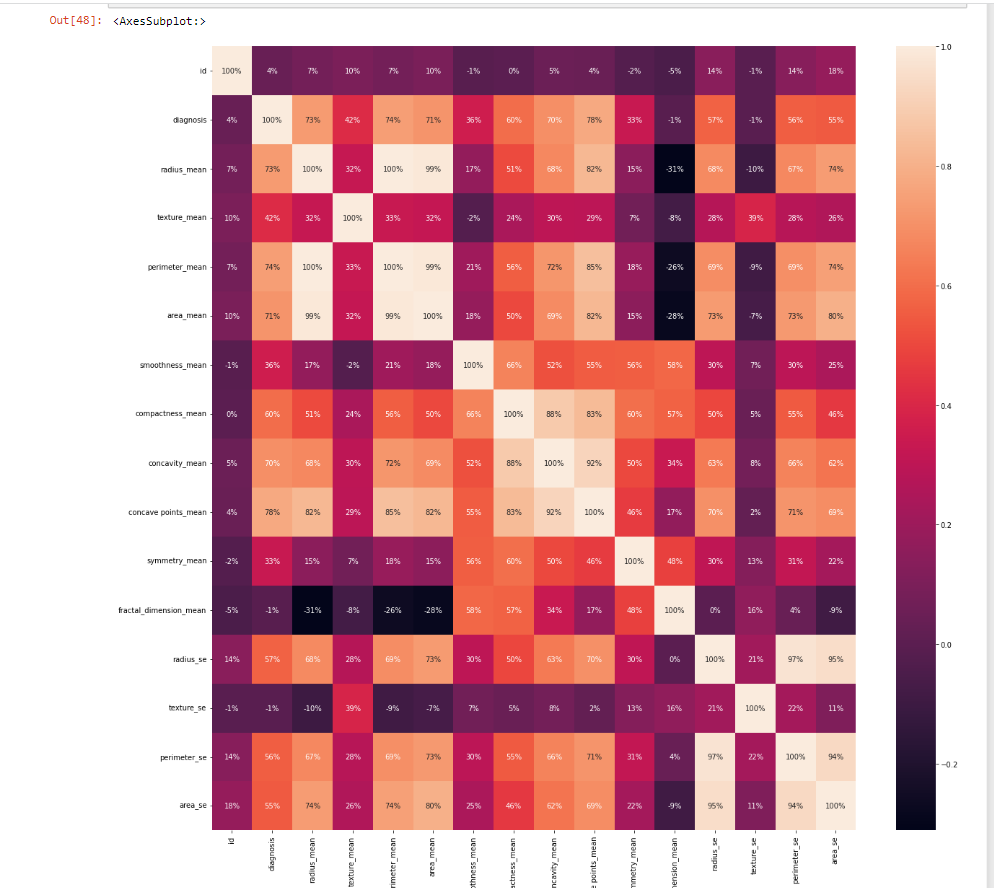 Out[48]: <AxesSubplot:>
1.0
id 100% 4% 7% 10% 7% 10% -1% 0% 5% 4% -2% -5% 14% -1% 14% 18%
diagnosis 4% 100% 73% 42% 74% 71% 36% 60% 70% 78% 33% -1% 57% -1% 56% 55%
0.8
radius_mean 7% 73% 100% 32% 100% 99% 17% 51% 68% 82% 15% -31% 68% -10% 67% 74%
texture_mean 10% 42% 32% 100% 33% 32% -2% 24% 30% 29% 7% -8% 28% 39% 28% 26%
perimeter_mean 7% 74% 100% 33% 100% 99% 21% 56% 72% 85% 18% -26% 69% -9% 69% 74%
0.6
area_mean 10% 71% 99% 32% 99% 100% 18% 50% 69% 82% 15% -28% 73% -7% 73% 80%
smoothness_mean -1% 36% 17% -2% 21% 18% 100% 66% 52% 55% 56% 58% 30% 7% 30% 25%
0.4
compactness_mean 0% 60% 51% 24% 56% 50% 66% 100% 88% 83% 60% 57% 50% 5% 55% 46%
concavity_mean 5% 70% 68% 30% 72% 69% 52% 88% 100% 92% 50% 34% 63% 8% 66% 62%
concave points_mean 4% 78% 82% 29% 85% 82% 55% 83% 92% 100% 46% 17% 70% 2% 71% 69%
0.2
symmetry_mean -2% 33% 15% 7% 18% 15% 56% 60% 50% 46% 100% 48% 30% 13% 31% 22%
fractal_dimension_mean -5% -1% -31% -8% -26% -28% 58% 57% 34% 17% 48% 100% 0% 16% 4% -9%
0.0
radius_se 14% 57% 68% 28% 69% 73% 30% 50% 63% 70% 30% 0% 100% 21% 97% 95%
texture_se -1% -1% -10% 39% -9% -7% 7% 5% 8% 2% 13% 16% 21% 100% 22% 11%
perimeter_se 14% 56% 67% 28% 69% 73% 30% 55% 66% 71% 31% 4% 97% 22% 100% 94%
−0.2
area_se 18% 55% 74% 26% 74% 80% 25% 46% 62% 69% 22% -9% 95% 11% 94% 100%
id
diagnosis
radius_mean
texture_mean
rimeter_mean
area_mean
othness_mean
actness_mean
ncavity_mean
e points_mean
mmetry_mean
ension_mean
radius_se
texture_se
perimeter_se
area_se